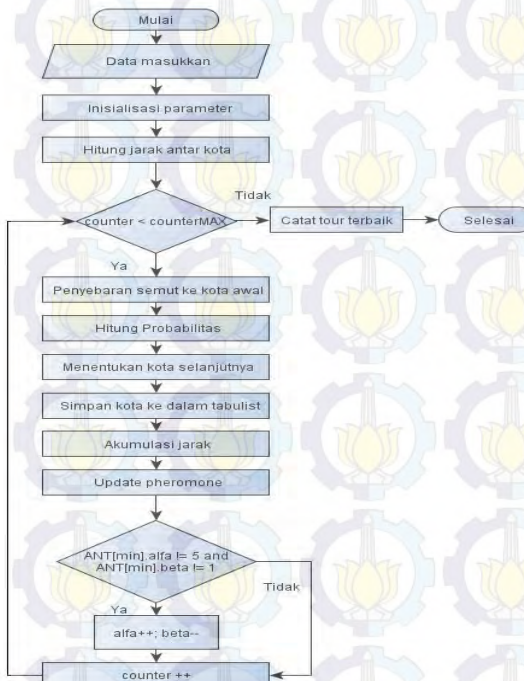 Mulai
Data masukkan
Inisialisasi parameter
Hitung jarak antar kota
counter < counterMAX
Tidak
Catat tour terbaik
Selesai
Ya
Penyebaran semut ke kota awal
Hitung Probabilitas
Menentukan kota selanjutnya
Simpan kota ke dalam tabulist
Akumulasi jarak
Update pheromone
ANT[min].alfa != 5 and
ANT[min].beta != 1
Tidak
Ya
alfa++; beta--
counter ++